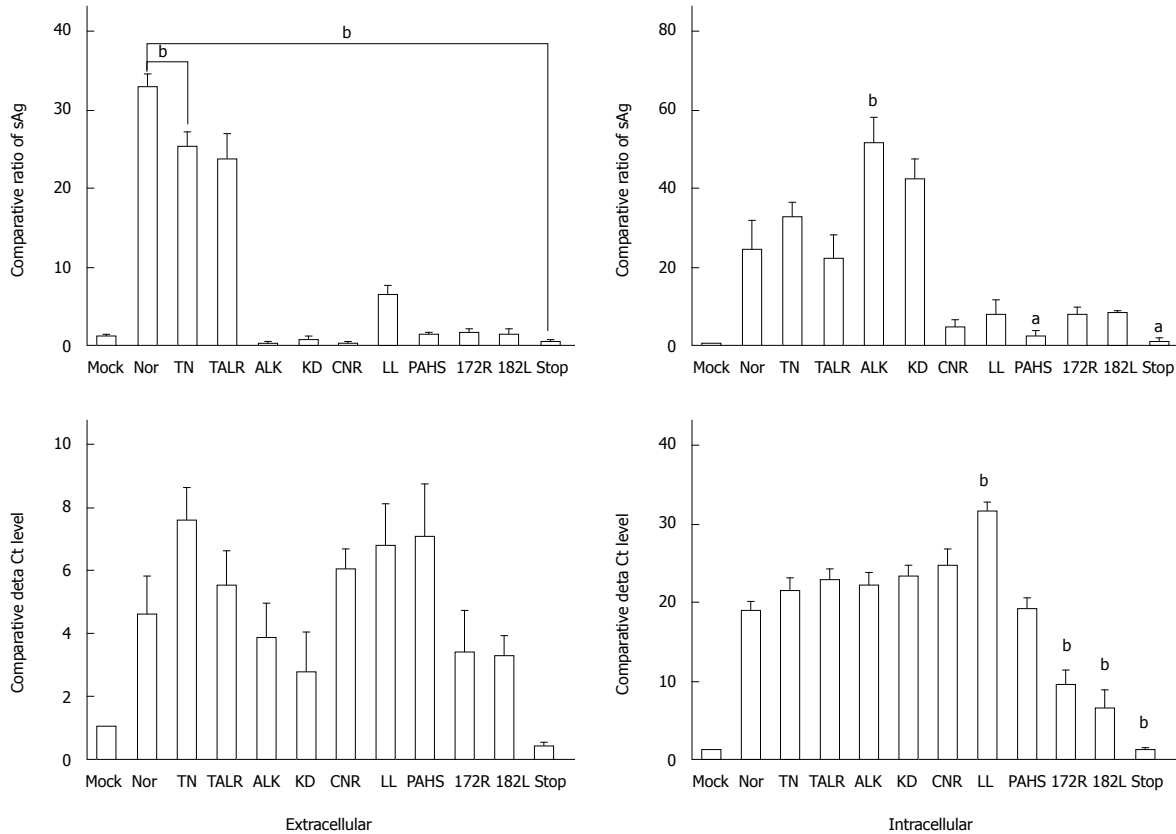 Comparative ratio of sAg
40
30
20
10
0
b
b
Mock Nor TN TALR ALK KD CNR LL PAHS 172R 182L Stop
Comparative ratio of sAg
80
60
40
20
0
b
a
a
Mock Nor TN TALR ALK KD CNR LL PAHS 172R 182L Stop
Comparative deta Ct level
10
8
6
4
2
0
Mock Nor TN TALR ALK KD CNR LL PAHS 172R 182L Stop
Extracellular
Comparative deta Ct level
40
30
20
10
0
b
b
b
b
Mock Nor TN TALR ALK KD CNR LL PAHS 172R 182L Stop
Intracellular